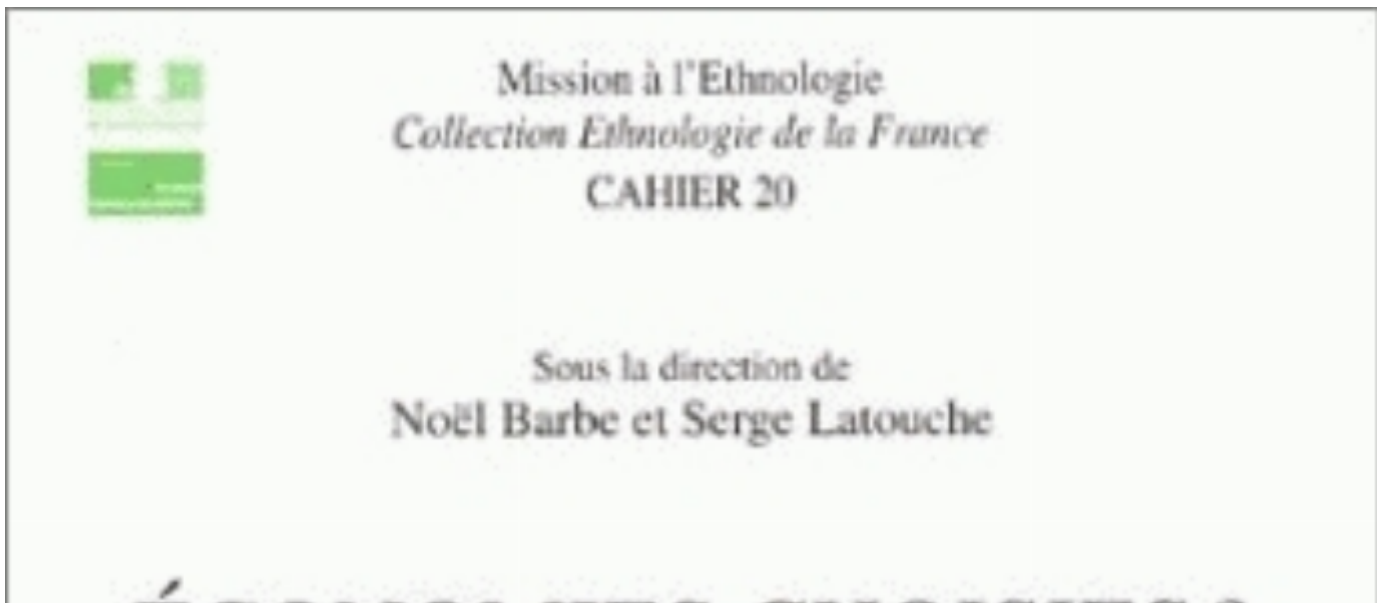 Mission à l'Ethnologie
Collection Ethnologie de la France
CAHIER 20
Sous la direction de
Noël Barbe et Serge Latouche